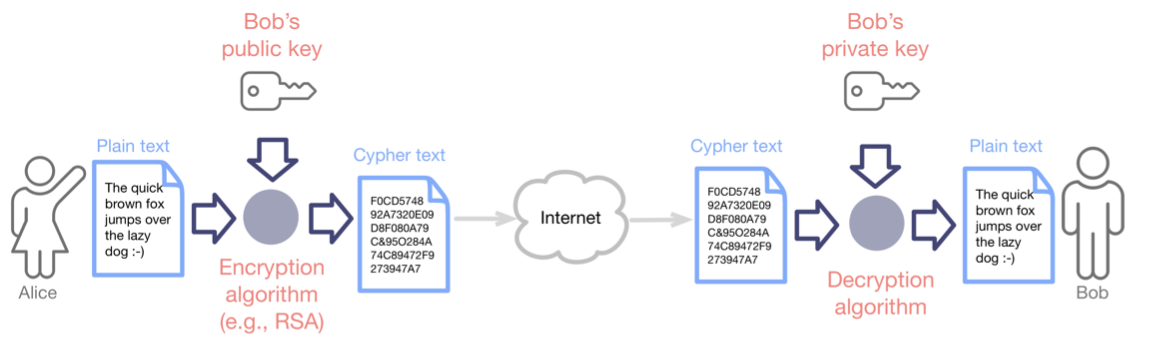 Bob's
public key
Bob's
private key
Plain text
The quick
brown fox
jumps over
the lazy
dog :-)
Alice
Encryption
algorithm
(e.g., RSA)
Cypher text
F0CD5748
92A7320E09
D8F080A79
C&95O284A
74C89472F9
273947A7
Internet
Cypher text
F0CD5748
92A7320E09
D8F080A79
C&95O284A
74C89472F9
273947A7
Decryption
algorithm
Plain text
The quick
brown fox
jumps over
the lazy
dog :-)
Bob